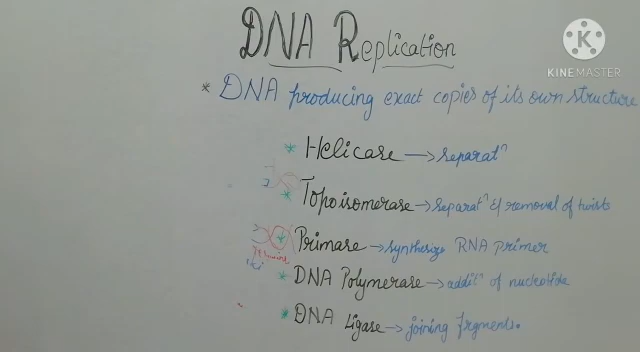 DNA Replication
K
KINEMASTER
* DNA producing exact copies of its own structure
* Helicase → separatⁿ
* Topoisomerase → separatⁿ & removal of twists
* Primase → synthesize RNA primer
* DNA Polymerase → additⁿ of nucleotide
* DNA Ligase → joining frgments.